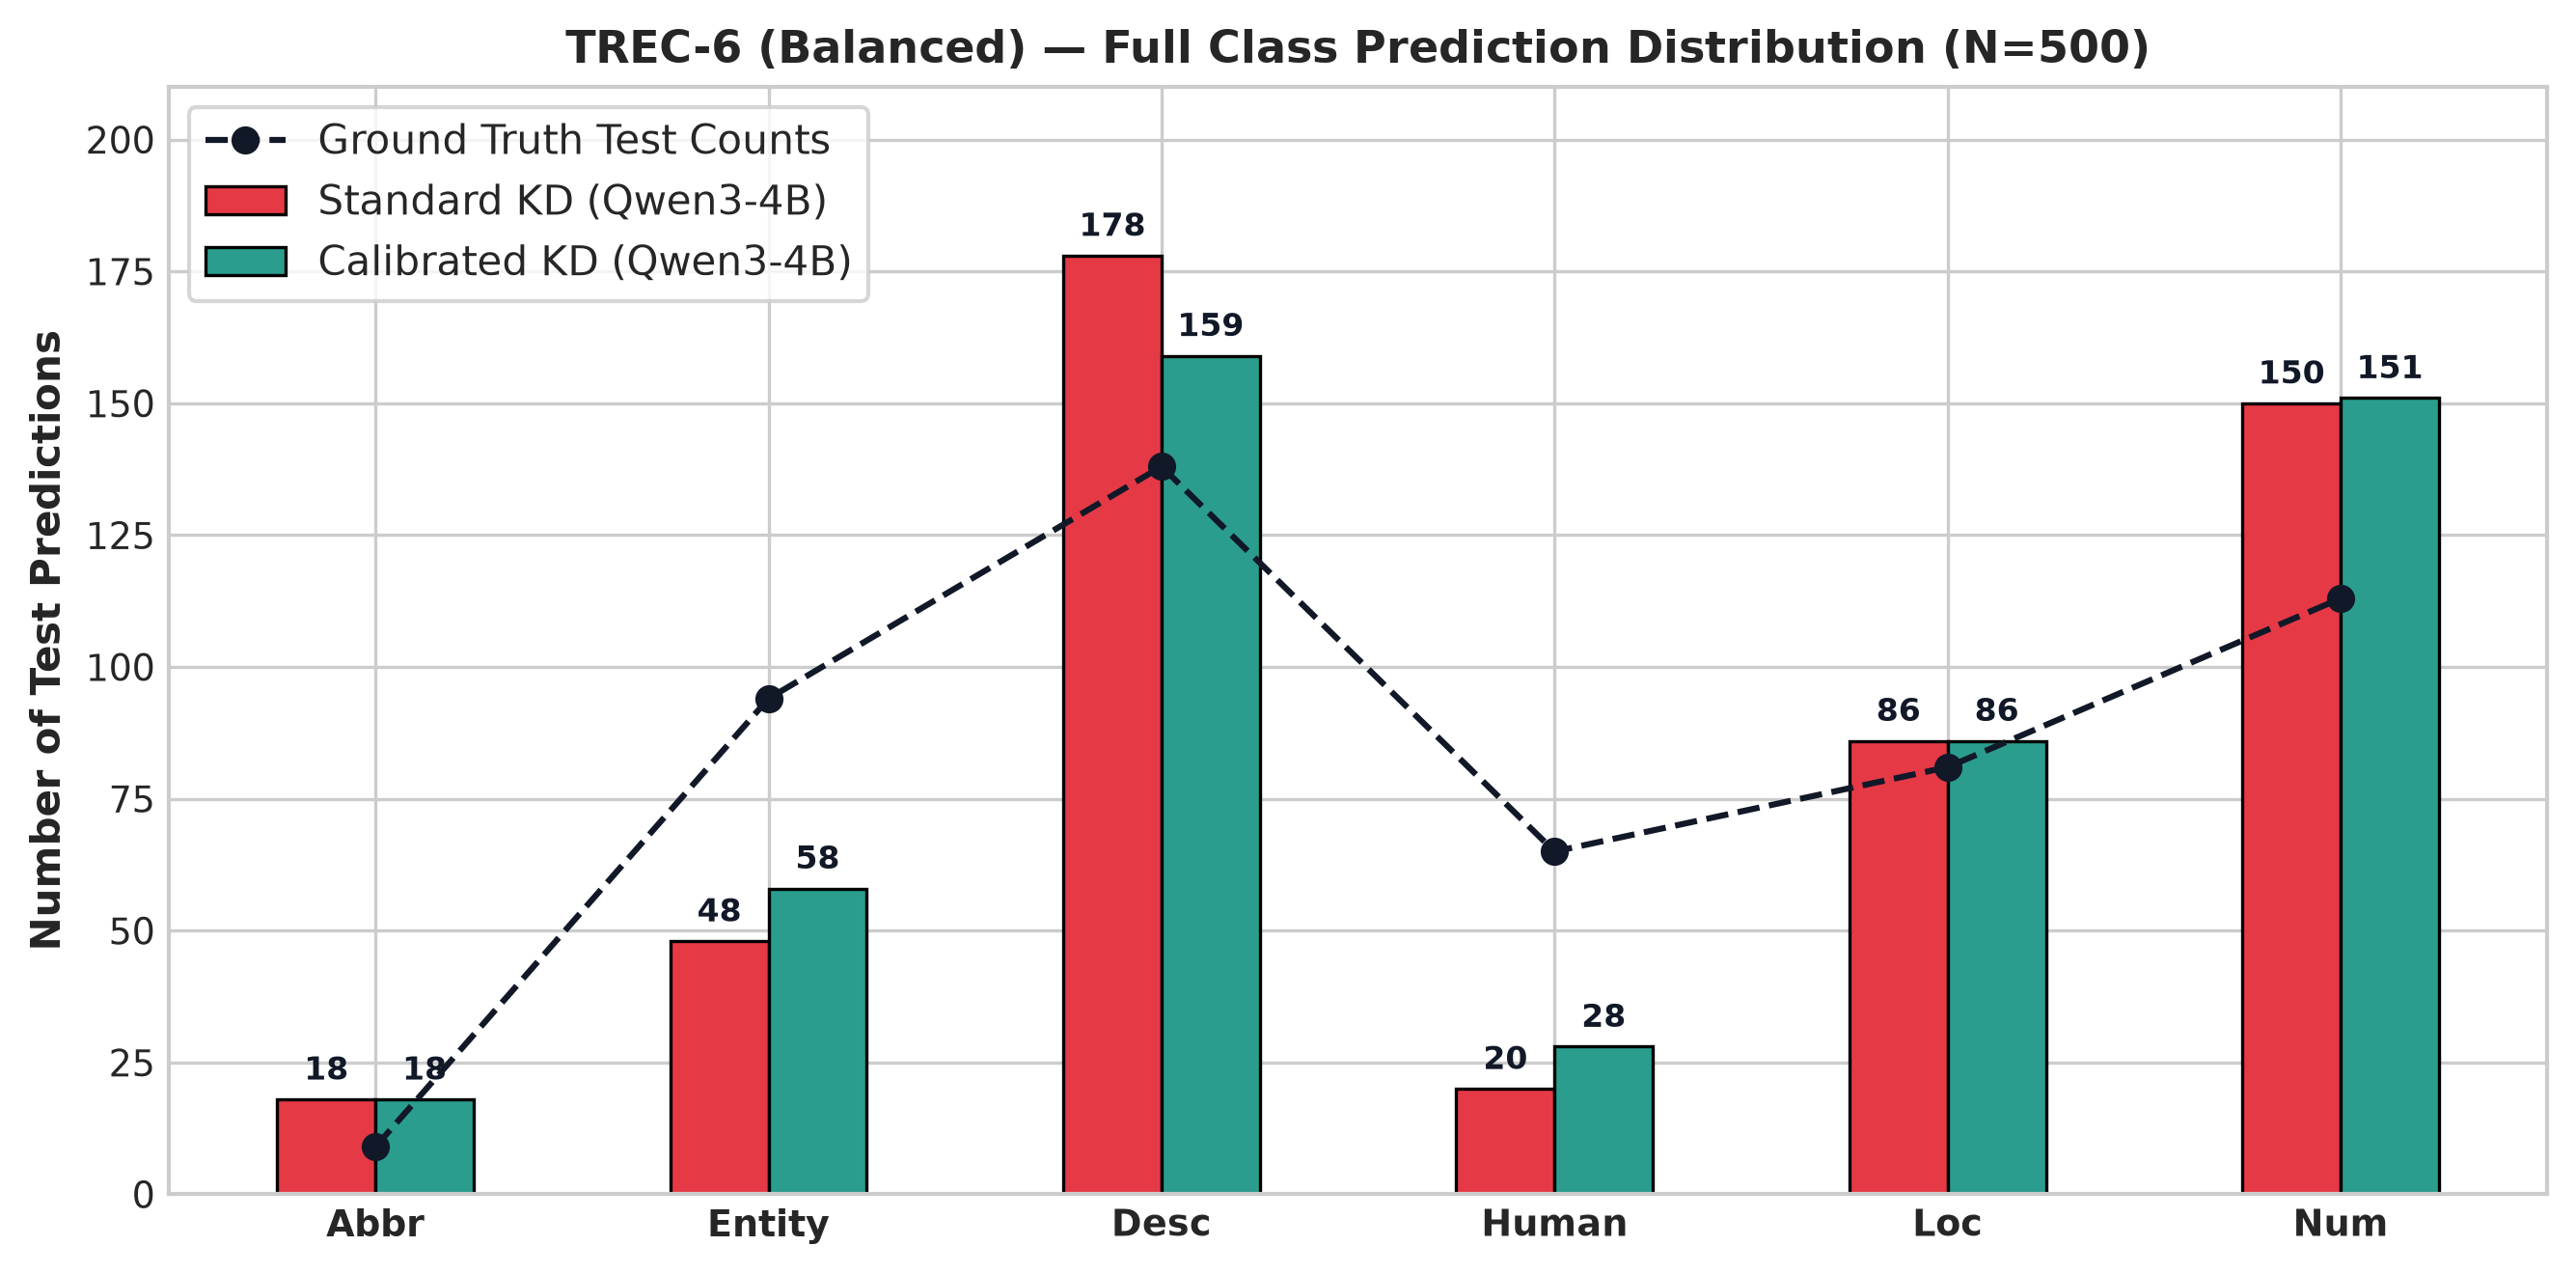 TREC-6 (Balanced) — Full Class Prediction Distribution (N=500)
Ground Truth Test Counts
Standard KD (Qwen3-4B)
Calibrated KD (Qwen3-4B)
Number of Test Predictions
200
175
150
125
100
75
50
25
0
18
18
48
58
178
159
20
28
86
86
150
151
Abbr
Entity
Desc
Human
Loc
Num